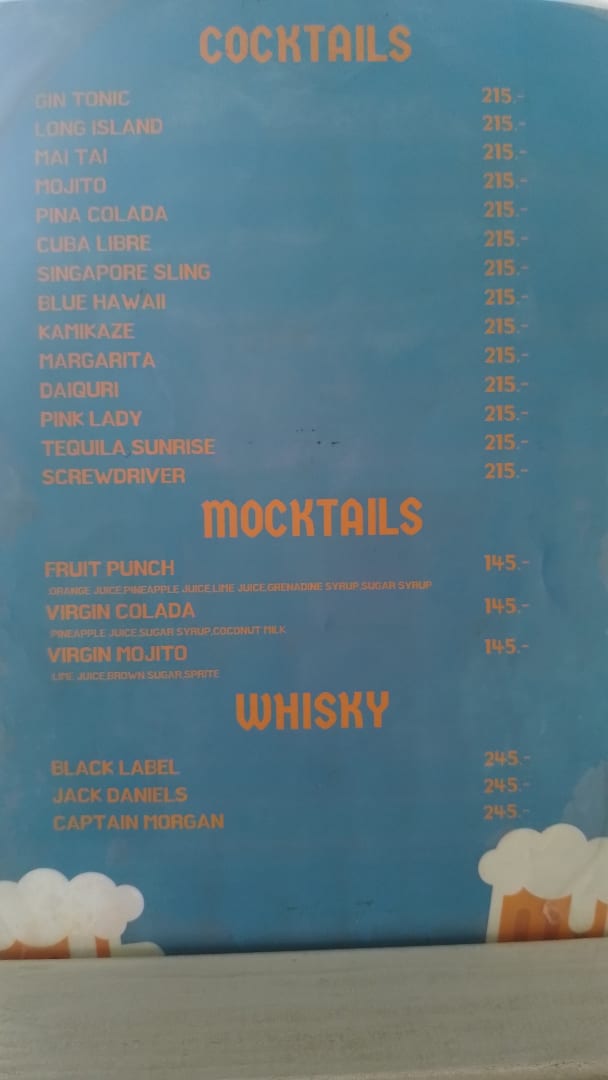 COCKTAILS
GIN TONIC 215.-
LONG ISLAND 215.-
MAI TAI 215.-
MOJITO 215.-
PINA COLADA 215.-
CUBA LIBRE 215.-
SINGAPORE SLING 215.-
BLUE HAWAII 215.-
KAMIKAZE 215.-
MARGARITA 215.-
DAIQURI 215.-
PINK LADY 215.-
TEQUILA SUNRISE 215.-
SCREWDRIVER 215.-
MOCKTAILS
FRUIT PUNCH 145.-
:ORANGE JUICE,PINEAPPLE JUICE,LIME JUICE,GRENADINE SYRUP,SUGAR SYRUP
VIRGIN COLADA 145.-
:PINEAPPLE JUICE,SUGAR SYRUP,COCONUT MILK
VIRGIN MOJITO 145.-
:LIME JUICE,BROWN SUGAR,SPRITE
WHISKY
BLACK LABEL 245.-
JACK DANIELS 245.-
CAPTAIN MORGAN 245.-